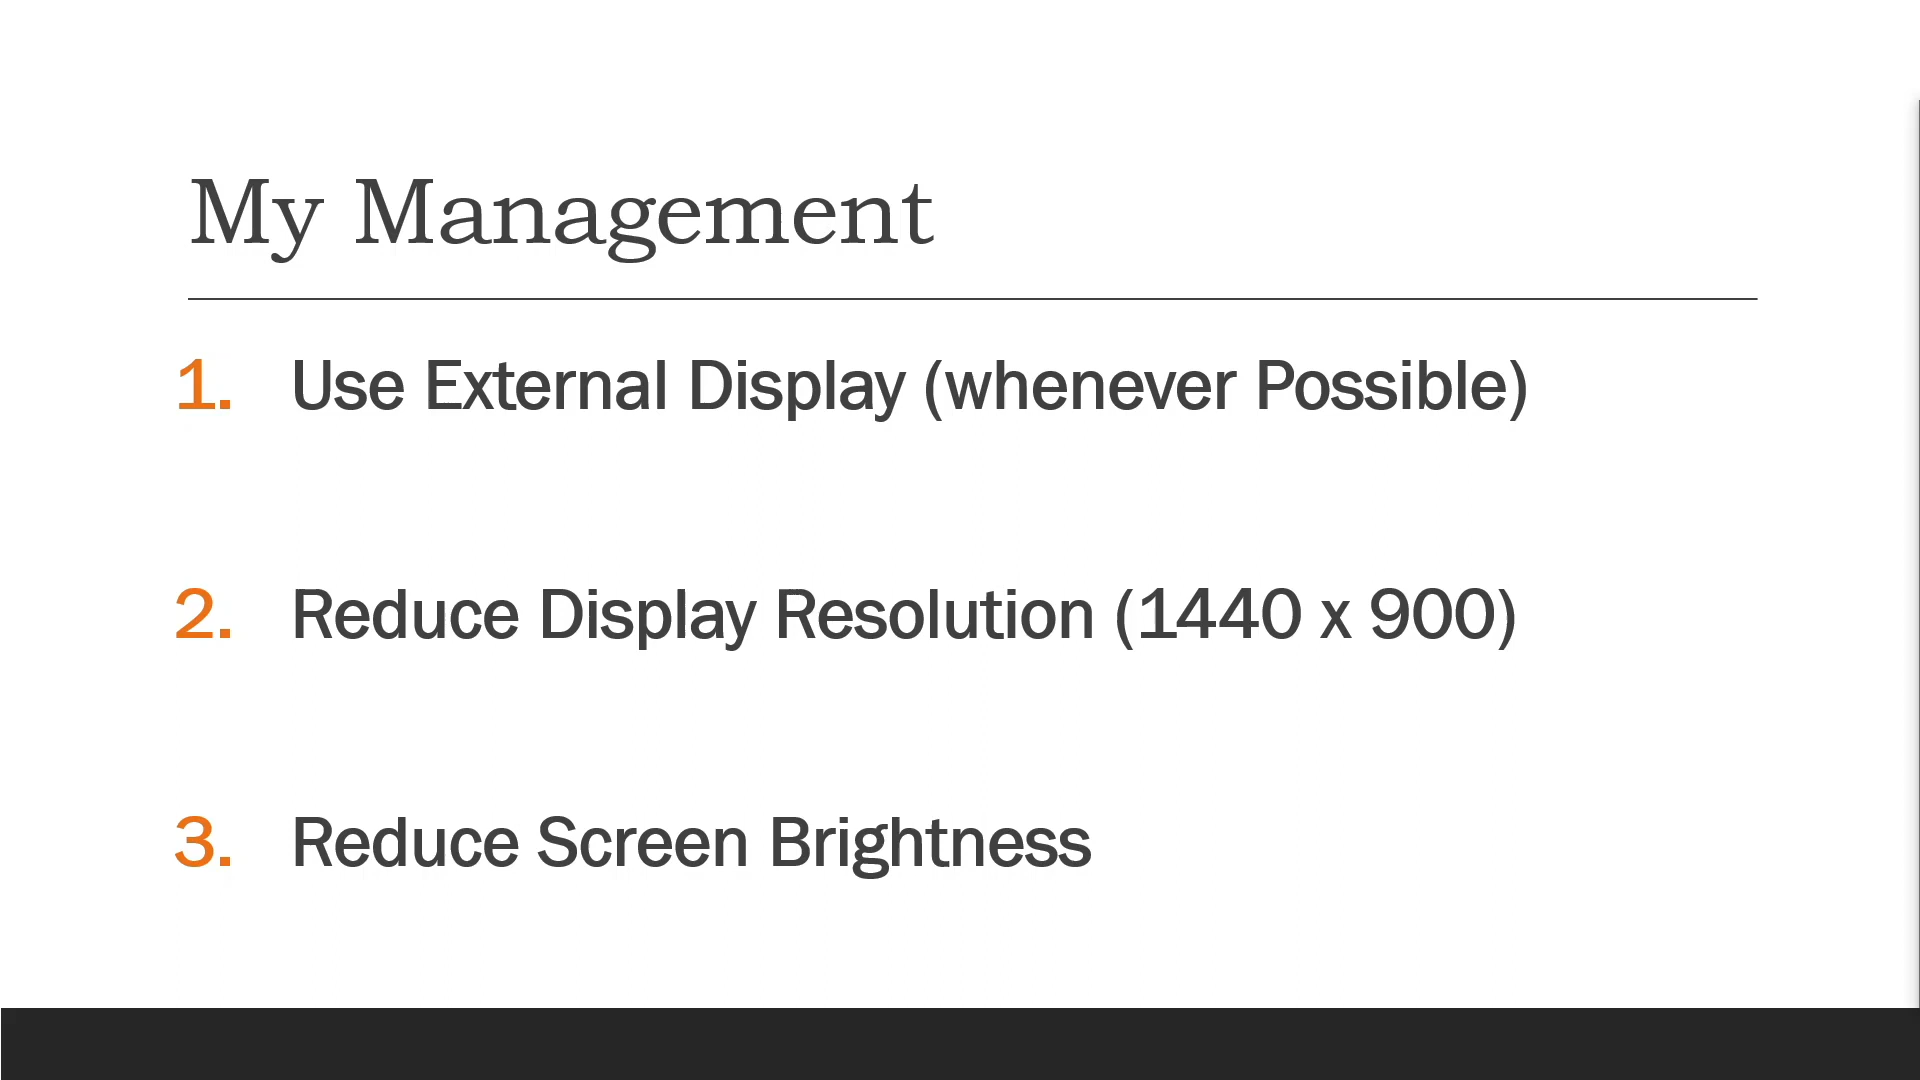 My Management
1. Use External Display (whenever Possible)
2. Reduce Display Resolution (1440 x 900)
3. Reduce Screen Brightness